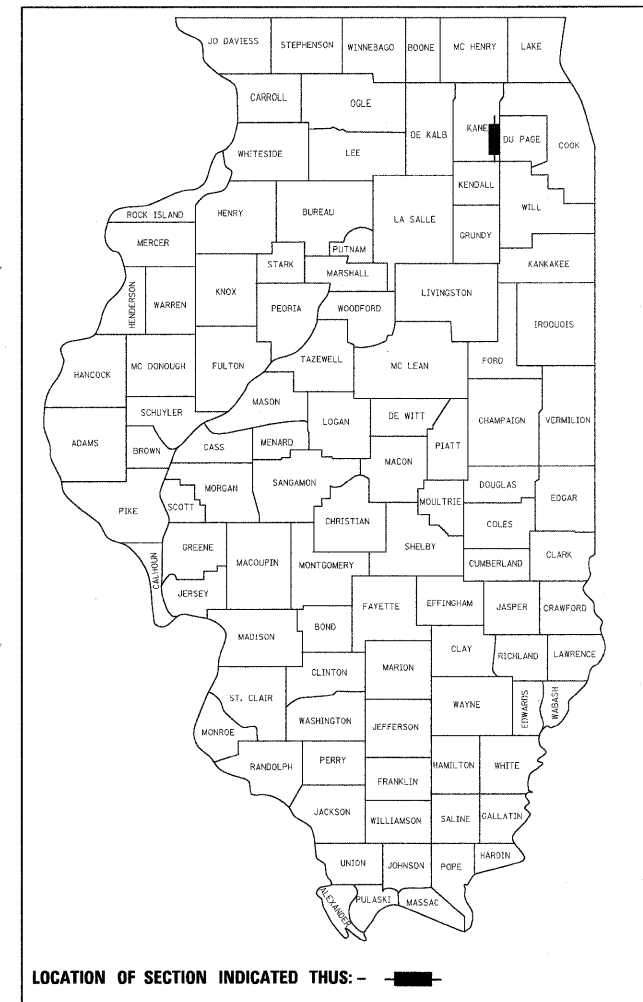 JO DAVIESS STEPHENSON WINNEBAGO BOONE MC HENRY LAKE
CARROLL OGLE
DE KALB KANE DU PAGE COOK
WHITESIDE LEE
KENDALL
ROCK ISLAND HENRY BUREAU LA SALLE GRUNDY WILL
MERCER PUTNAM
STARK MARSHALL KANKAKEE
HENDERSON WARREN KNOX PEORIA WOODFORD LIVINGSTON
IROQUOIS
HANCOCK MC DONOUGH FULTON TAZEWELL MC LEAN FORD
MASON
SCHUYLER LOGAN DE WITT CHAMPAIGN VERMILION
ADAMS BROWN CASS MENARD PIATT
MACON
MORGAN SANGAMON DOUGLAS
PIKE SCOTT CHRISTIAN MOULTRIE EDGAR
COLES
GREENE SHELBY
CALHOUN MACOUPIN MONTGOMERY CUMBERLAND CLARK
JERSEY
FAYETTE EFFINGHAM JASPER CRAWFORD
MADISON BOND
CLAY RICHLAND LAWRENCE
CLINTON MARION
ST. CLAIR WAYNE EDWARDS WABASH
WASHINGTON JEFFERSON
MONROE
RANDOLPH PERRY HAMILTON WHITE
FRANKLIN
JACKSON WILLIAMSON SALINE GALLATIN
UNION JOHNSON POPE HARDIN
ALEXANDER PULASKI MASSAC
LOCATION OF SECTION INDICATED THUS: -